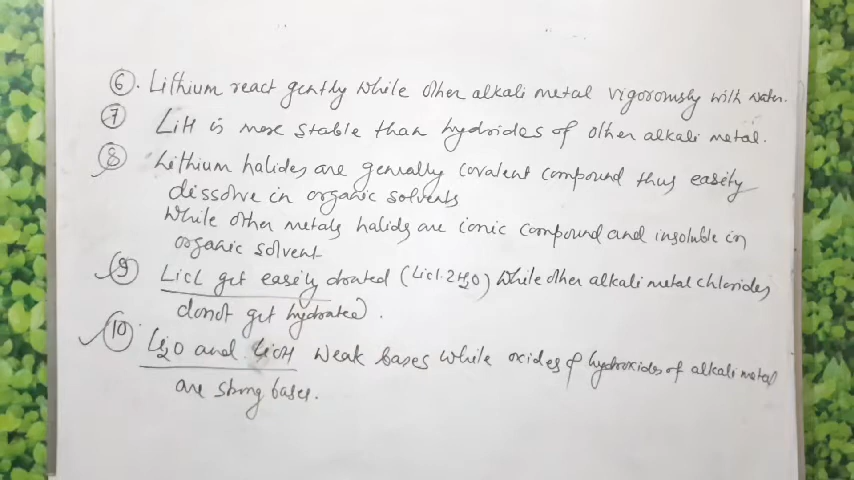 6. Lithium react gently while other alkali metal vigorously with water.
7 LiH is more stable than hydrides of other alkali metal.
8 Lithium halides are genially covalent compound thus easily
dissolve in organic solvents
While other metals halids are ionic compound and insoluble in
organic solvent
9 LiCl get easily drated (LiCl.2H2O) While other alkali metal chlorides
donot get hydrated.
10 Li2O and LiOH Weak bases while oxides of hydroxides of alkali metal
are strong bases.